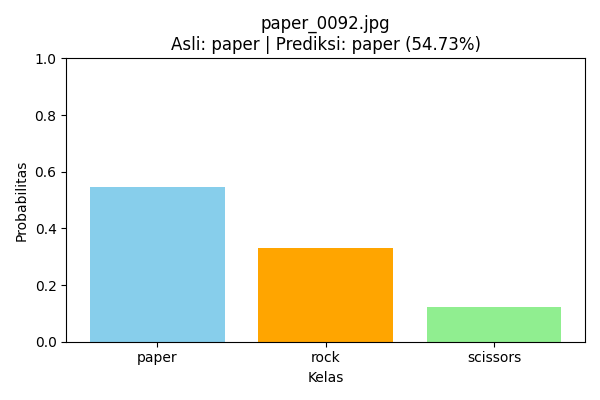 paper_0092.jpg
Asli: paper | Prediksi: paper (54.73%)
1.0
0.8
0.6
0.4
0.2
0.0
Probabilitas
paper
rock
scissors
Kelas